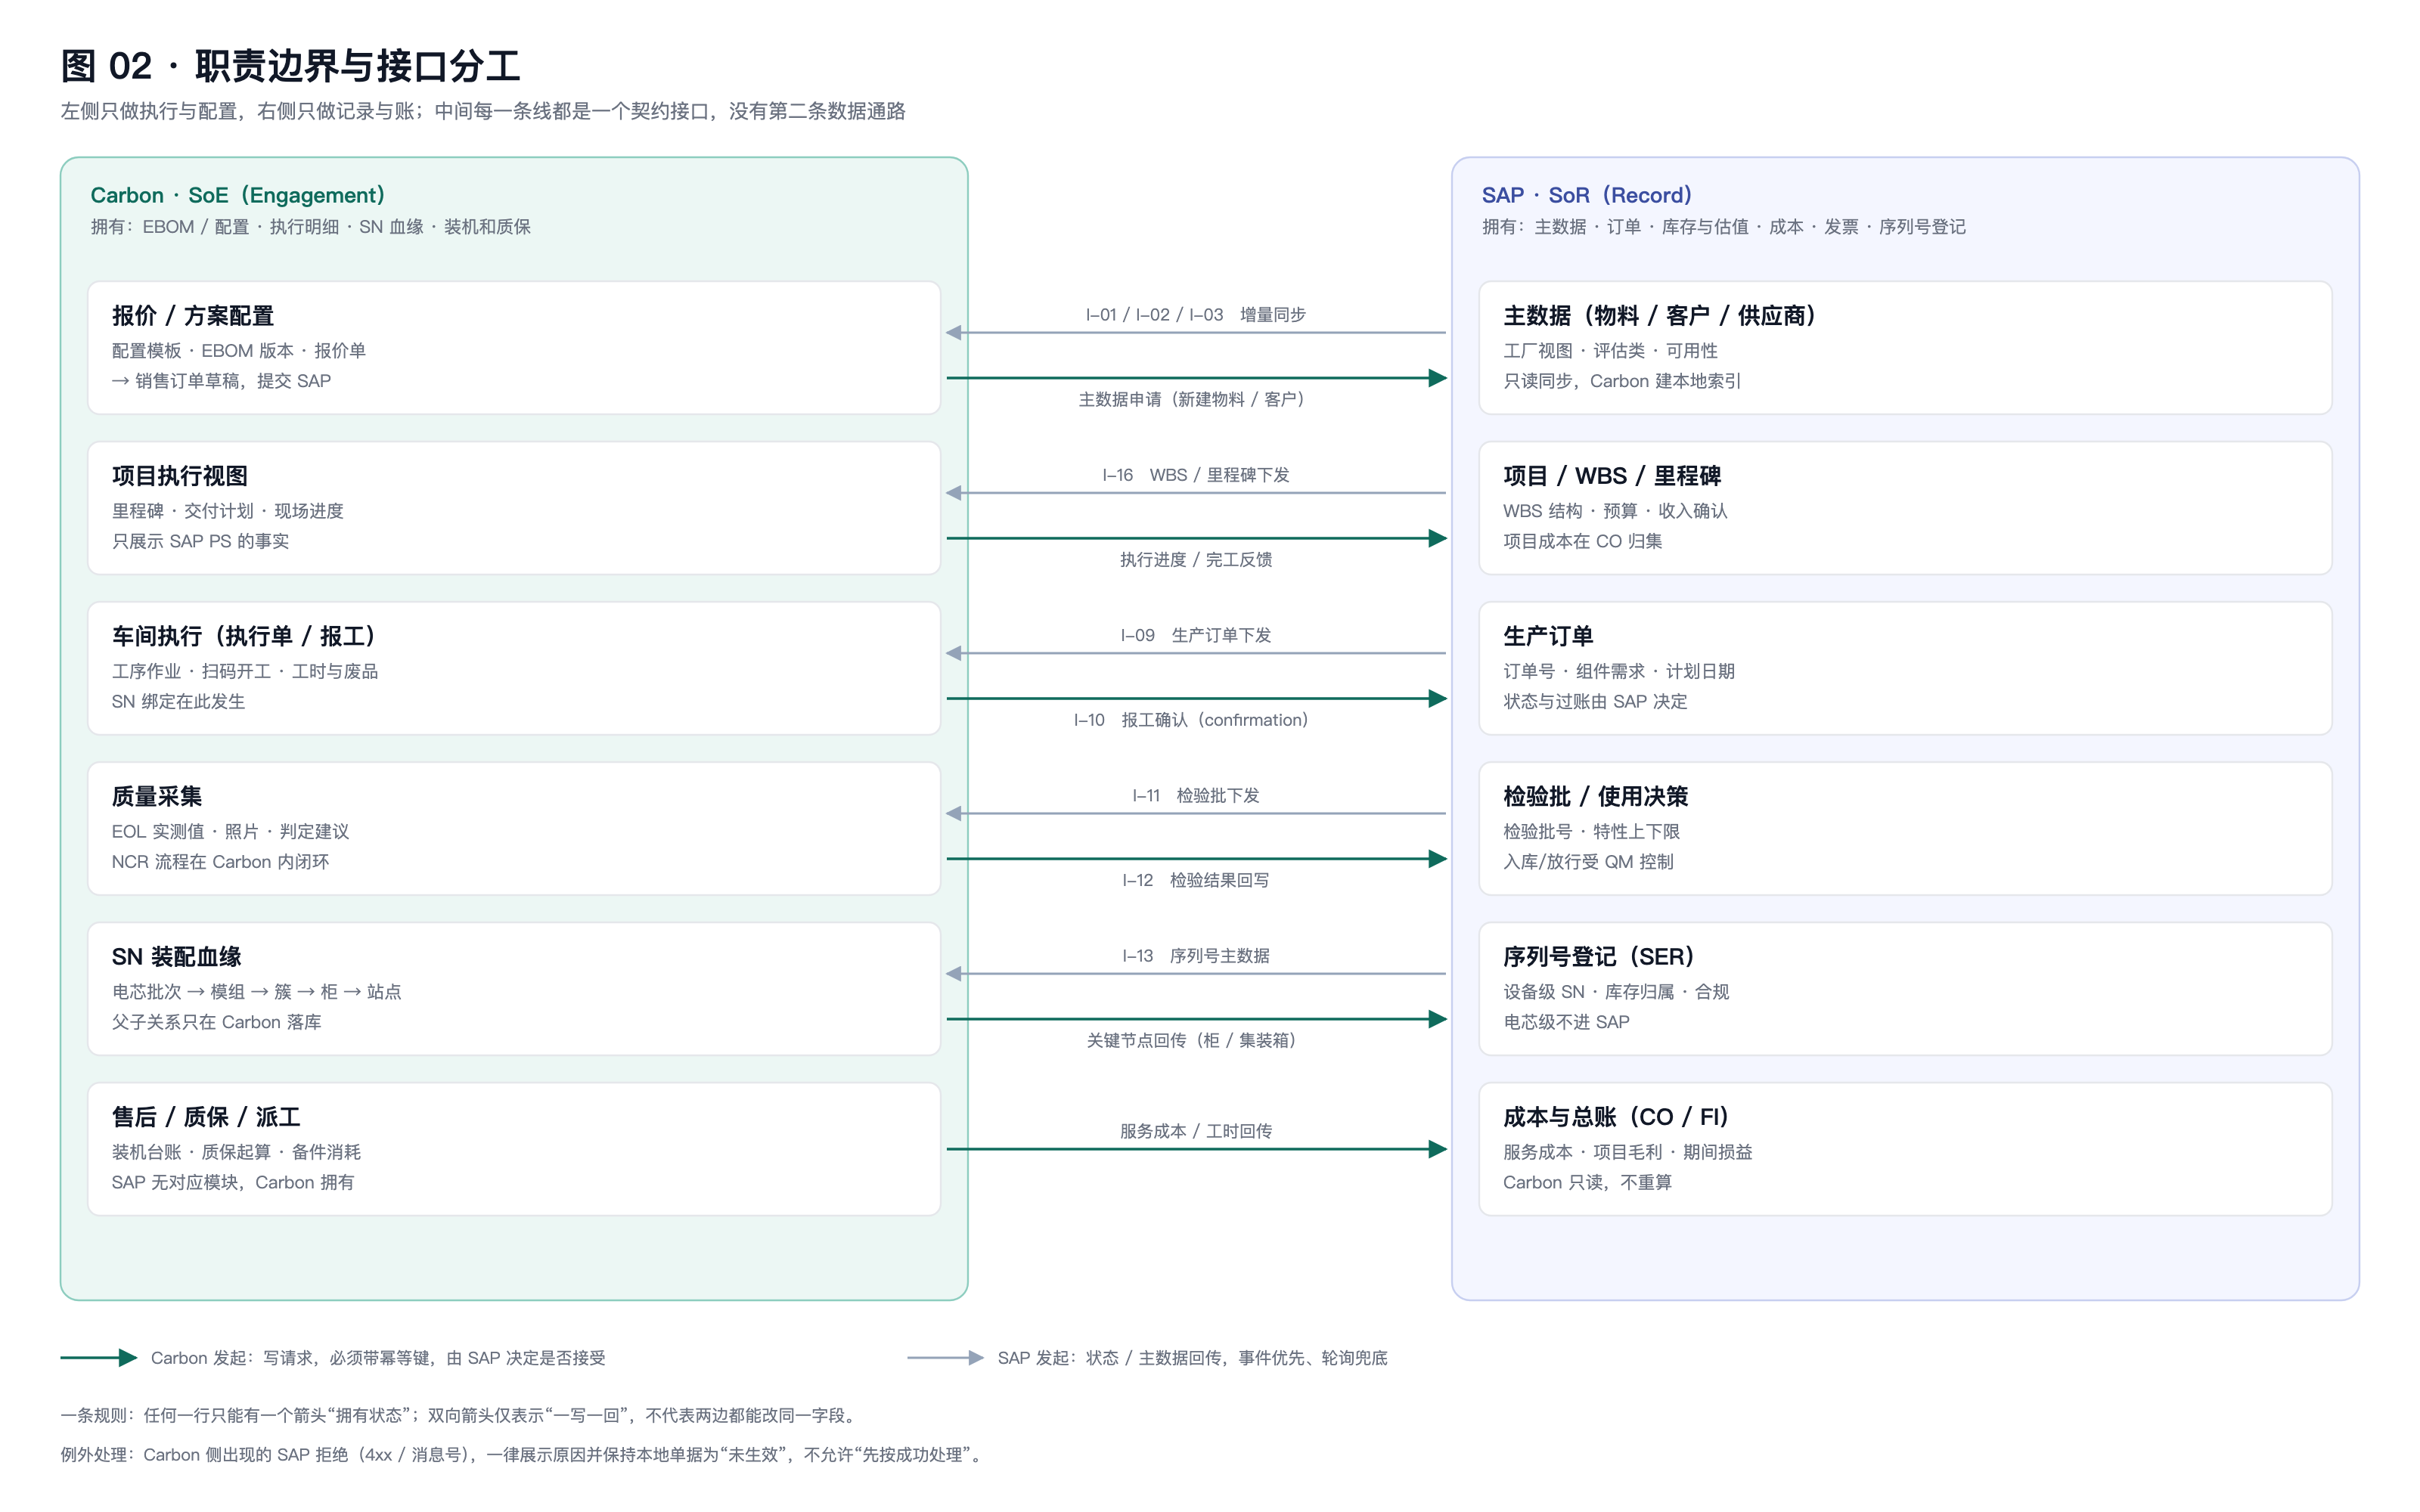 图 02 · 职责边界与接口分工
左侧只做执行与配置，右侧只做记录与账；中间每一条线都是一个契约接口，没有第二条数据通路
Carbon · SoE（Engagement）
拥有：EBOM / 配置 · 执行明细 · SN 血缘 · 装机和质保
SAP · SoR（Record）
拥有：主数据 · 订单 · 库存与估值 · 成本 · 发票 · 序列号登记
报价 / 方案配置
配置模板 · EBOM 版本 · 报价单
→ 销售订单草稿，提交 SAP
I–01 / I–02 / I–03 增量同步
主数据申请（新建物料 / 客户）
主数据（物料 / 客户 / 供应商）
工厂视图 · 评估类 · 可用性
只读同步，Carbon 建本地索引
项目执行视图
里程碑 · 交付计划 · 现场进度
只展示 SAP PS 的事实
I–16 WBS / 里程碑下发
执行进度 / 完工反馈
项目 / WBS / 里程碑
WBS 结构 · 预算 · 收入确认
项目成本在 CO 归集
车间执行（执行单 / 报工）
工序作业 · 扫码开工 · 工时与废品
SN 绑定在此发生
I–09 生产订单下发
I–10 报工确认（confirmation）
生产订单
订单号 · 组件需求 · 计划日期
状态与过账由 SAP 决定
质量采集
EOL 实测值 · 照片 · 判定建议
NCR 流程在 Carbon 内闭环
I–11 检验批下发
I–12 检验结果回写
检验批 / 使用决策
检验批号 · 特性上下限
入库/放行受 QM 控制
SN 装配血缘
电芯批次 → 模组 → 簇 → 柜 → 站点
父子关系只在 Carbon 落库
I–13 序列号主数据
关键节点回传（柜 / 集装箱）
序列号登记（SER）
设备级 SN · 库存归属 · 合规
电芯级不进 SAP
售后 / 质保 / 派工
装机台账 · 质保起算 · 备件消耗
SAP 无对应模块，Carbon 拥有
服务成本 / 工时回传
成本与总账（CO / FI）
服务成本 · 项目毛利 · 期间损益
Carbon 只读，不重算
Carbon 发起：写请求，必须带幂等键，由 SAP 决定是否接受
SAP 发起：状态 / 主数据回传，事件优先、轮询兜底
一条规则：任何一行只能有一个箭头“拥有状态”；双向箭头仅表示“一写一回”，不代表两边都能改同一字段。
例外处理：Carbon 侧出现的 SAP 拒绝（4xx / 消息号），一律展示原因并保持本地单据为“未生效”，不允许“先按成功处理”。